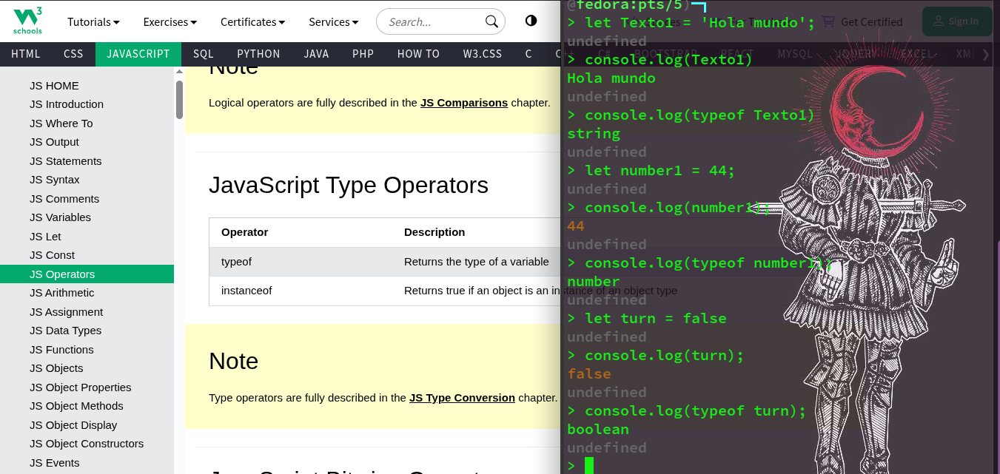 W3
schools
Tutorials
Exercises
Certificates
Services
Search...
Get Certified
Sign In
HTML
CSS
JAVASCRIPT
SQL
PYTHON
JAVA
PHP
HOW TO
W3.CSS
C
C++
C#
BOOTSTRAP
REACT
MYSQL
JQUERY
EXCEL
XML
JS HOME
JS Introduction
JS Where To
JS Output
JS Statements
JS Syntax
JS Comments
JS Variables
JS Let
JS Const
JS Operators
JS Arithmetic
JS Assignment
JS Data Types
JS Functions
JS Objects
JS Object Properties
JS Object Methods
JS Object Display
JS Object Constructors
JS Events
Note
Logical operators are fully described in the JS Comparisons chapter.
JavaScript Type Operators
Operator Description
typeof Returns the type of a variable
instanceof Returns true if an object is an instance of an object type
Note
Type operators are fully described in the JS Type Conversion chapter.
@fedora:pts/5)
> let Texto1 = 'Hola mundo';
undefined
> console.log(Texto1)
Hola mundo
undefined
> console.log(typeof Texto1)
string
undefined
> let number1 = 44;
undefined
> console.log(number1);
44
undefined
> console.log(typeof number1);
number
undefined
> let turn = false
undefined
> console.log(turn);
false
undefined
> console.log(typeof turn);
boolean
undefined
>